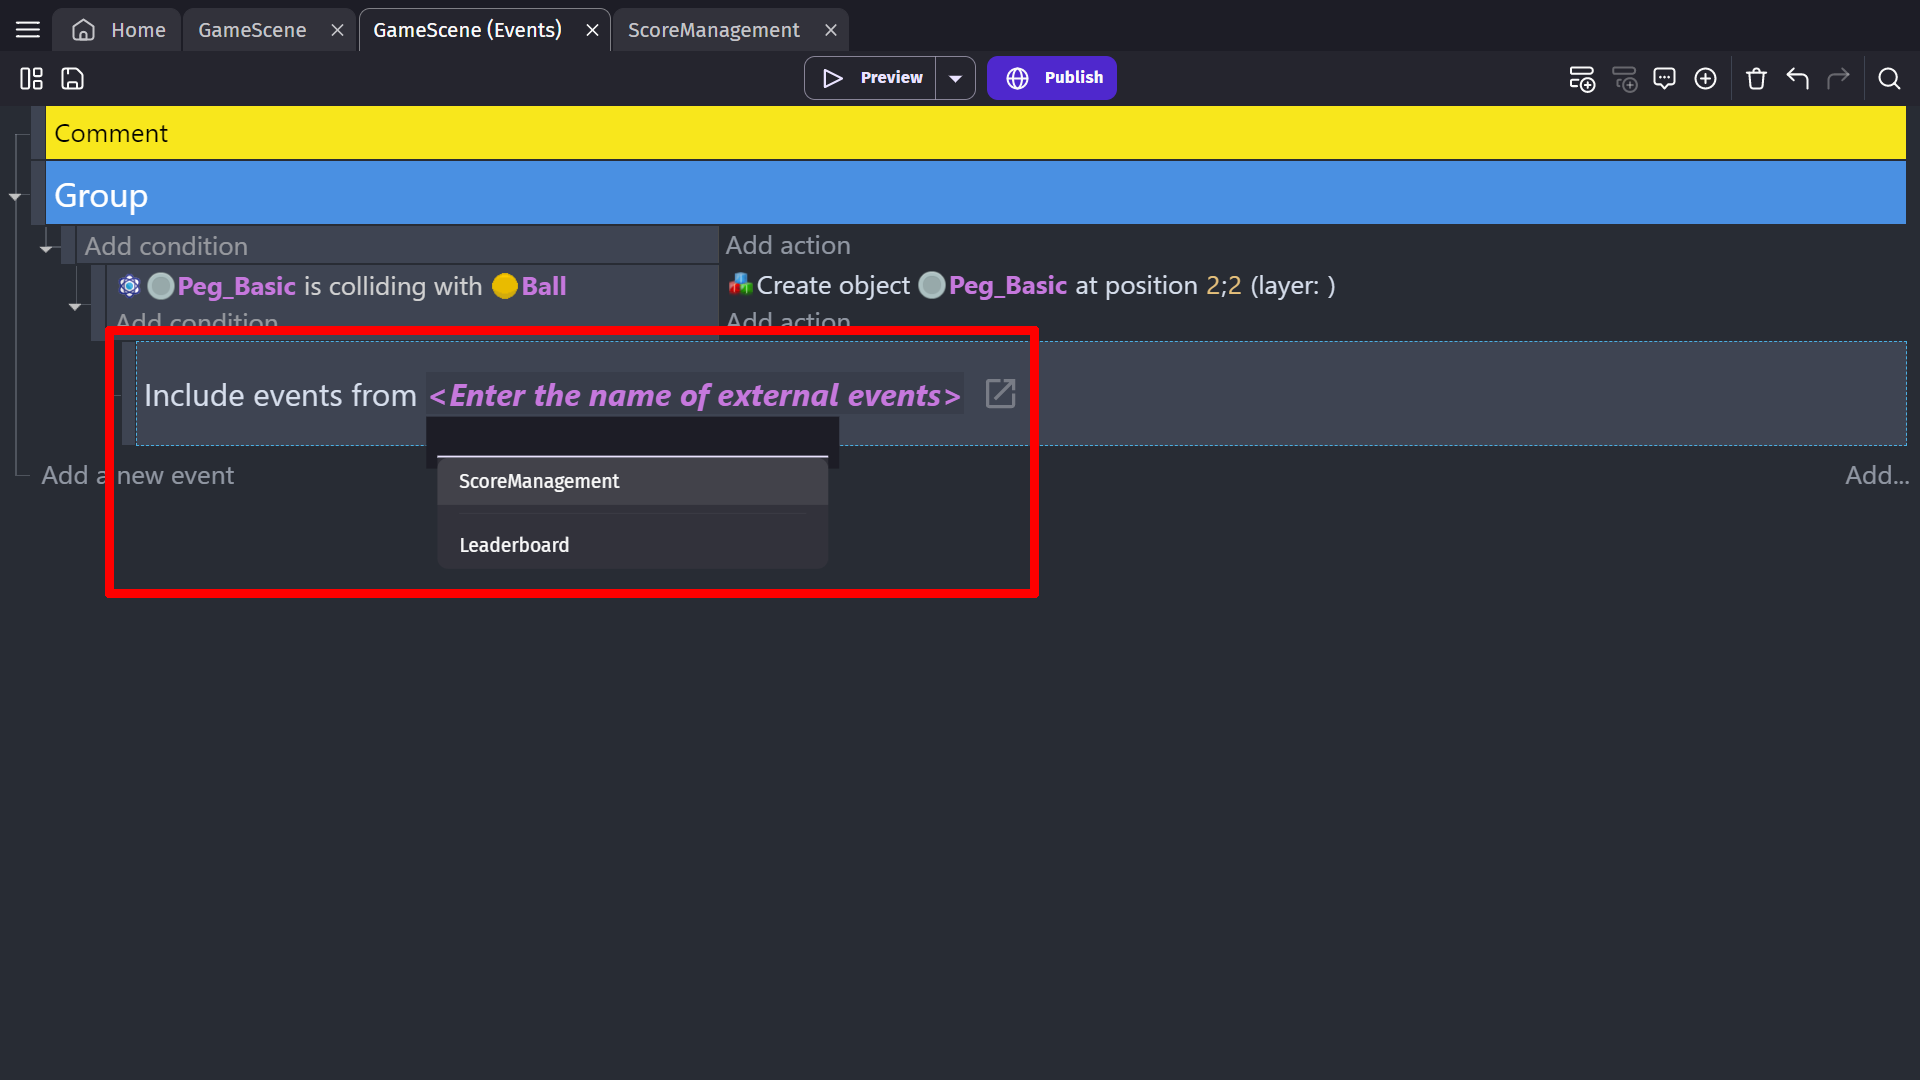 Home
GameScene
GameScene (Events)
ScoreManagement
Preview
Publish
Comment
Group
Add condition
Add action
Peg_Basic is colliding with Ball
Create object Peg_Basic at position 2;2 (layer: )
Add condition
Add action
Include events from <Enter the name of external events>
ScoreManagement
Leaderboard
Add a new event
Add...